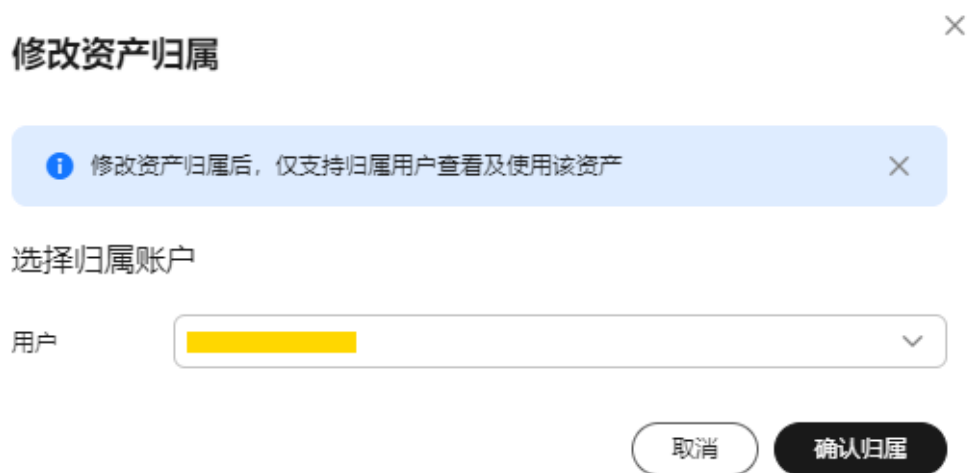 修改资产归属
修改资产归属后，仅支持归属用户查看及使用该资产
选择归属账户
用户
取消 确认归属